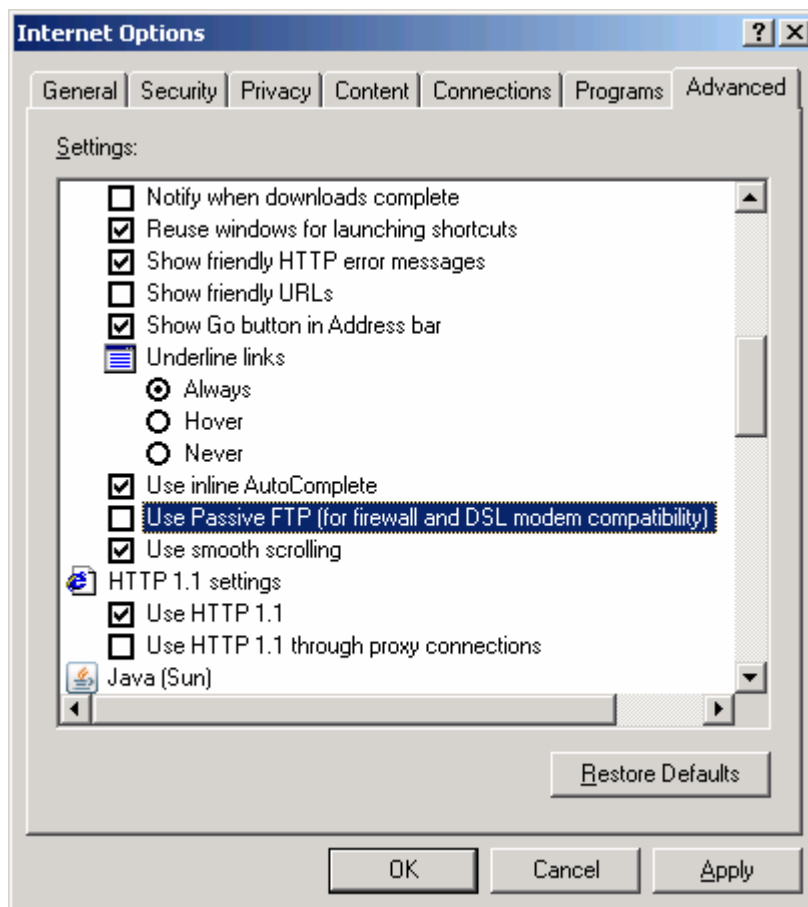 Internet Options
General Security Privacy Content Connections Programs Advanced
Settings:
Notify when downloads complete
Reuse windows for launching shortcuts
Show friendly HTTP error messages
Show friendly URLs
Show Go button in Address bar
Underline links
Always
Hover
Never
Use inline AutoComplete
Use Passive FTP (for firewall and DSL modem compatibility)
Use smooth scrolling
HTTP 1.1 settings
Use HTTP 1.1
Use HTTP 1.1 through proxy connections
Java (Sun)
Restore Defaults
OK Cancel Apply